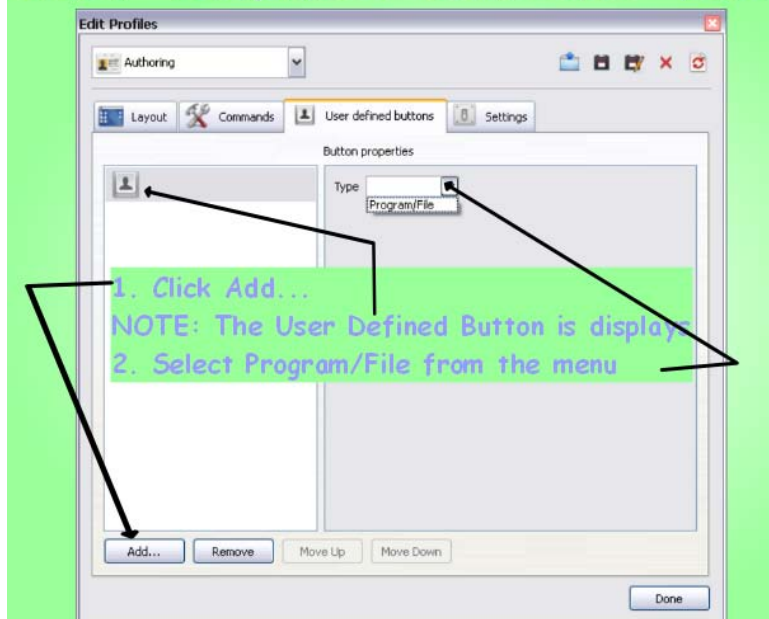 Edit Profiles
Authoring
Layout
Commands
User defined buttons
Settings
Button properties
Type
Program/File
1. Click Add...
NOTE: The User Defined Button is displays
2. Select Program/File from the menu
Add...
Remove
Move Up
Move Down
Done